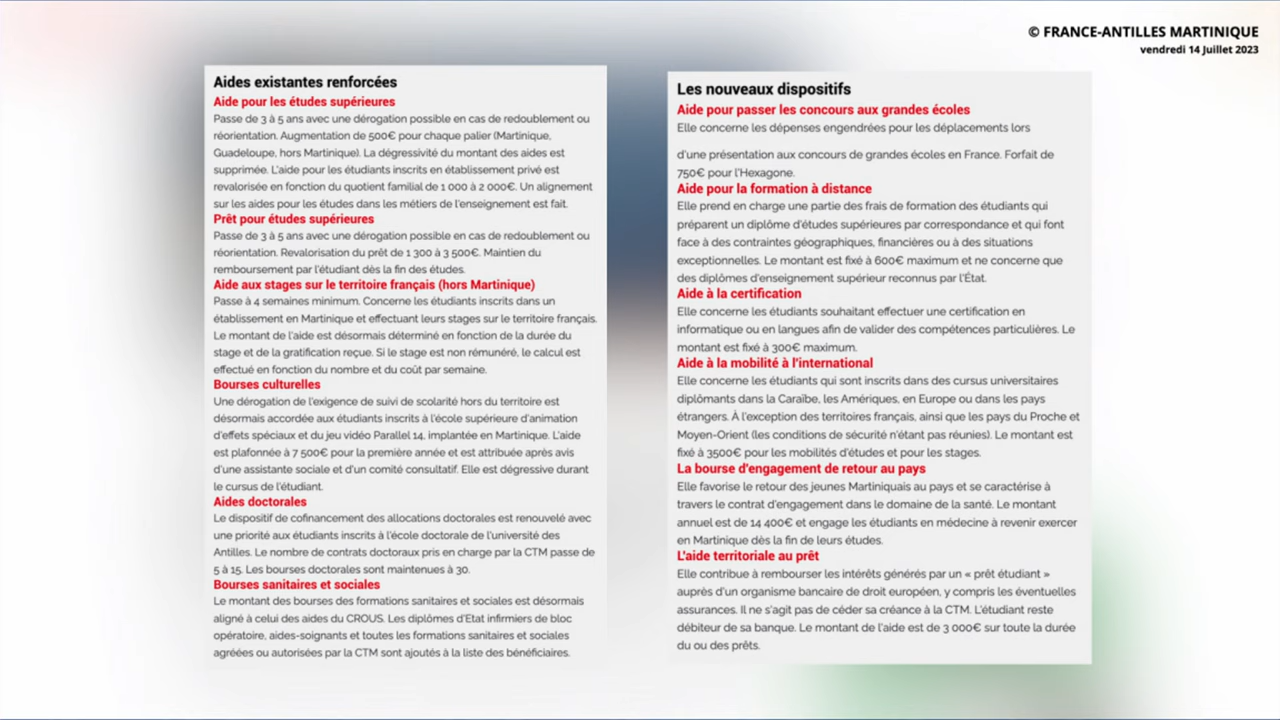 © FRANCE-ANTILLES MARTINIQUE
vendredi 14 Juillet 2023
Aides existantes renforcées
Aide pour les études supérieures
Passe de 3 à 5 ans avec une dérogation possible en cas de redoublement ou
réorientation. Augmentation de 500€ pour chaque palier (Martinique,
Guadeloupe, hors Martinique). La dégressivité du montant des aides est
supprimée. L'aide pour les étudiants inscrits en établissement privé est
revalorisée en fonction du quotient familial de 1 000 à 2 000€. Un alignement
sur les aides pour les études dans les métiers de l'enseignement est fait.
Prêt pour études supérieures
Passe de 3 à 5 ans avec une dérogation possible en cas de redoublement ou
réorientation. Revalorisation du prêt de 1 300 à 3 500€. Maintien du
remboursement par l'étudiant dès la fin des études.
Aide aux stages sur le territoire français (hors Martinique)
Passe à 4 semaines minimum. Concerne les étudiants inscrits dans un
établissement en Martinique et effectuant leurs stages sur le territoire français.
Le montant de l'aide est désormais déterminé en fonction de la durée du
stage et de la gratification reçue. Si le stage est non rémunéré, le calcul est
effectué en fonction du nombre et du coût par semaine.
Bourses culturelles
Une dérogation de l'exigence de suivi de scolarité hors du territoire est
désormais accordée aux étudiants inscrits à l'école supérieure d'animation
d'effets spéciaux et du jeu vidéo Parallel 14, implantée en Martinique. L'aide
est plafonnée à 7 500€ pour la première année et est attribuée après avis
d'une assistante sociale et d'un comité consultatif. Elle est dégressive durant
le cursus de l'étudiant.
Aides doctorales
Le dispositif de cofinancement des allocations doctorales est renouvelé avec
une priorité aux étudiants inscrits à l'école doctorale de l'université des
Antilles. Le nombre de contrats doctoraux pris en charge par la CTM passe de
5 à 15. Les bourses doctorales sont maintenues à 30.
Bourses sanitaires et sociales
Le montant des bourses des formations sanitaires et sociales est désormais
aligné à celui des aides du CROUS. Les diplômes d'Etat infirmiers de bloc
opératoire, aides-soignants et toutes les formations sanitaires et sociales
agréées ou autorisées par la CTM sont ajoutés à la liste des bénéficiaires.
Les nouveaux dispositifs
Aide pour passer les concours aux grandes écoles
Elle concerne les dépenses engendrées pour les déplacements lors
d'une présentation aux concours de grandes écoles en France. Forfait de
750€ pour l'Hexagone.
Aide pour la formation à distance
Elle prend en charge une partie des frais de formation des étudiants qui
préparent un diplôme d'études supérieures par correspondance et qui font
face à des contraintes géographiques, financières ou à des situations
exceptionnelles. Le montant est fixé à 600€ maximum et ne concerne que
des diplômes d'enseignement supérieur reconnus par l'État.
Aide à la certification
Elle concerne les étudiants souhaitant effectuer une certification en
informatique ou en langues afin de valider des compétences particulières. Le
montant est fixé à 300€ maximum.
Aide à la mobilité à l'international
Elle concerne les étudiants qui sont inscrits dans des cursus universitaires
diplômants dans la Caraïbe, les Amériques, en Europe ou dans les pays
étrangers. À l'exception des territoires français, ainsi que les pays du Proche et
Moyen-Orient (les conditions de sécurité n'étant pas réunies). Le montant est
fixé à 3500€ pour les mobilités d'études et pour les stages.
La bourse d'engagement de retour au pays
Elle favorise le retour des jeunes Martiniquais au pays et se caractérise à
travers le contrat d'engagement dans le domaine de la santé. Le montant
annuel est de 14 400€ et engage les étudiants en médecine à revenir exercer
en Martinique dès la fin de leurs études.
L'aide territoriale au prêt
Elle contribue à rembourser les intérêts générés par un « prêt étudiant »
auprès d'un organisme bancaire de droit européen, y compris les éventuelles
assurances. Il ne s'agit pas de céder sa créance à la CTM. L'étudiant reste
débiteur de sa banque. Le montant de l'aide est de 3 000€ sur toute la durée
du ou des prêts.